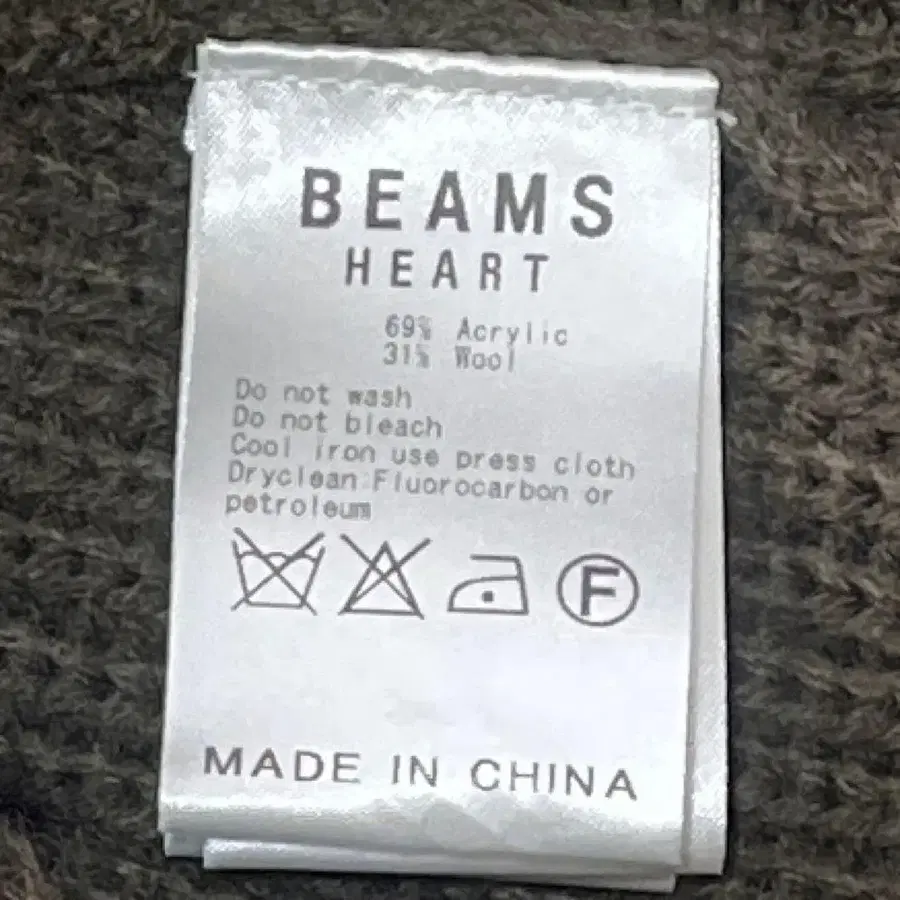 BEAMS
HEART
69% Acrylic
31% Wool
Do not wash
Do not bleach
Cool iron use press cloth
Dryclean Fluorocarbon or
petroleum
F
MADE IN CHINA